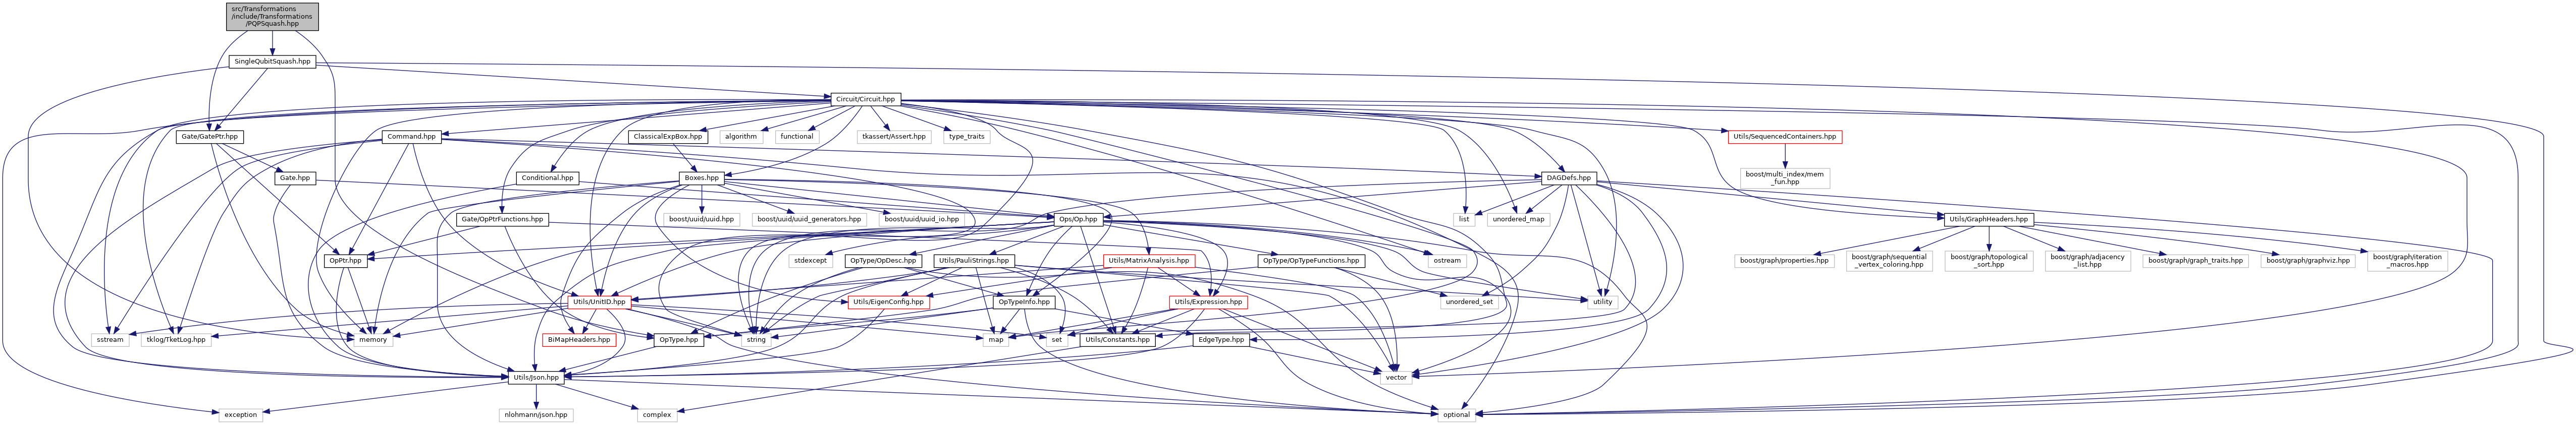 src/Transformations
/include/Transformations
/PQPSquash.hpp
SingleQubitSquash.hpp
Circuit/Circuit.hpp
Gate/GatePtr.hpp
Command.hpp
ClassicalExpBox.hpp
algorithm
functional
tkassert/Assert.hpp
type_traits
Utils/SequencedContainers.hpp
Gate.hpp
Conditional.hpp
Boxes.hpp
DAGDefs.hpp
boost/multi_index/mem
_fun.hpp
Gate/OpPtrFunctions.hpp
boost/uuid/uuid.hpp
boost/uuid/uuid_generators.hpp
boost/uuid/uuid_io.hpp
Ops/Op.hpp
list
unordered_map
Utils/GraphHeaders.hpp
OpPtr.hpp
stdexcept
OpType/OpDesc.hpp
Utils/PauliStrings.hpp
Utils/MatrixAnalysis.hpp
OpType/OpTypeFunctions.hpp
ostream
boost/graph/properties.hpp
boost/graph/sequential
_vertex_coloring.hpp
boost/graph/topological
_sort.hpp
boost/graph/adjacency
_list.hpp
boost/graph/graph_traits.hpp
boost/graph/graphviz.hpp
boost/graph/iteration
_macros.hpp
Utils/UnitID.hpp
Utils/EigenConfig.hpp
OpTypeInfo.hpp
Utils/Expression.hpp
unordered_set
utility
sstream
tklog/TketLog.hpp
memory
BiMapHeaders.hpp
OpType.hpp
string
map
set
Utils/Constants.hpp
EdgeType.hpp
Utils/Json.hpp
vector
exception
nlohmann/json.hpp
complex
optional